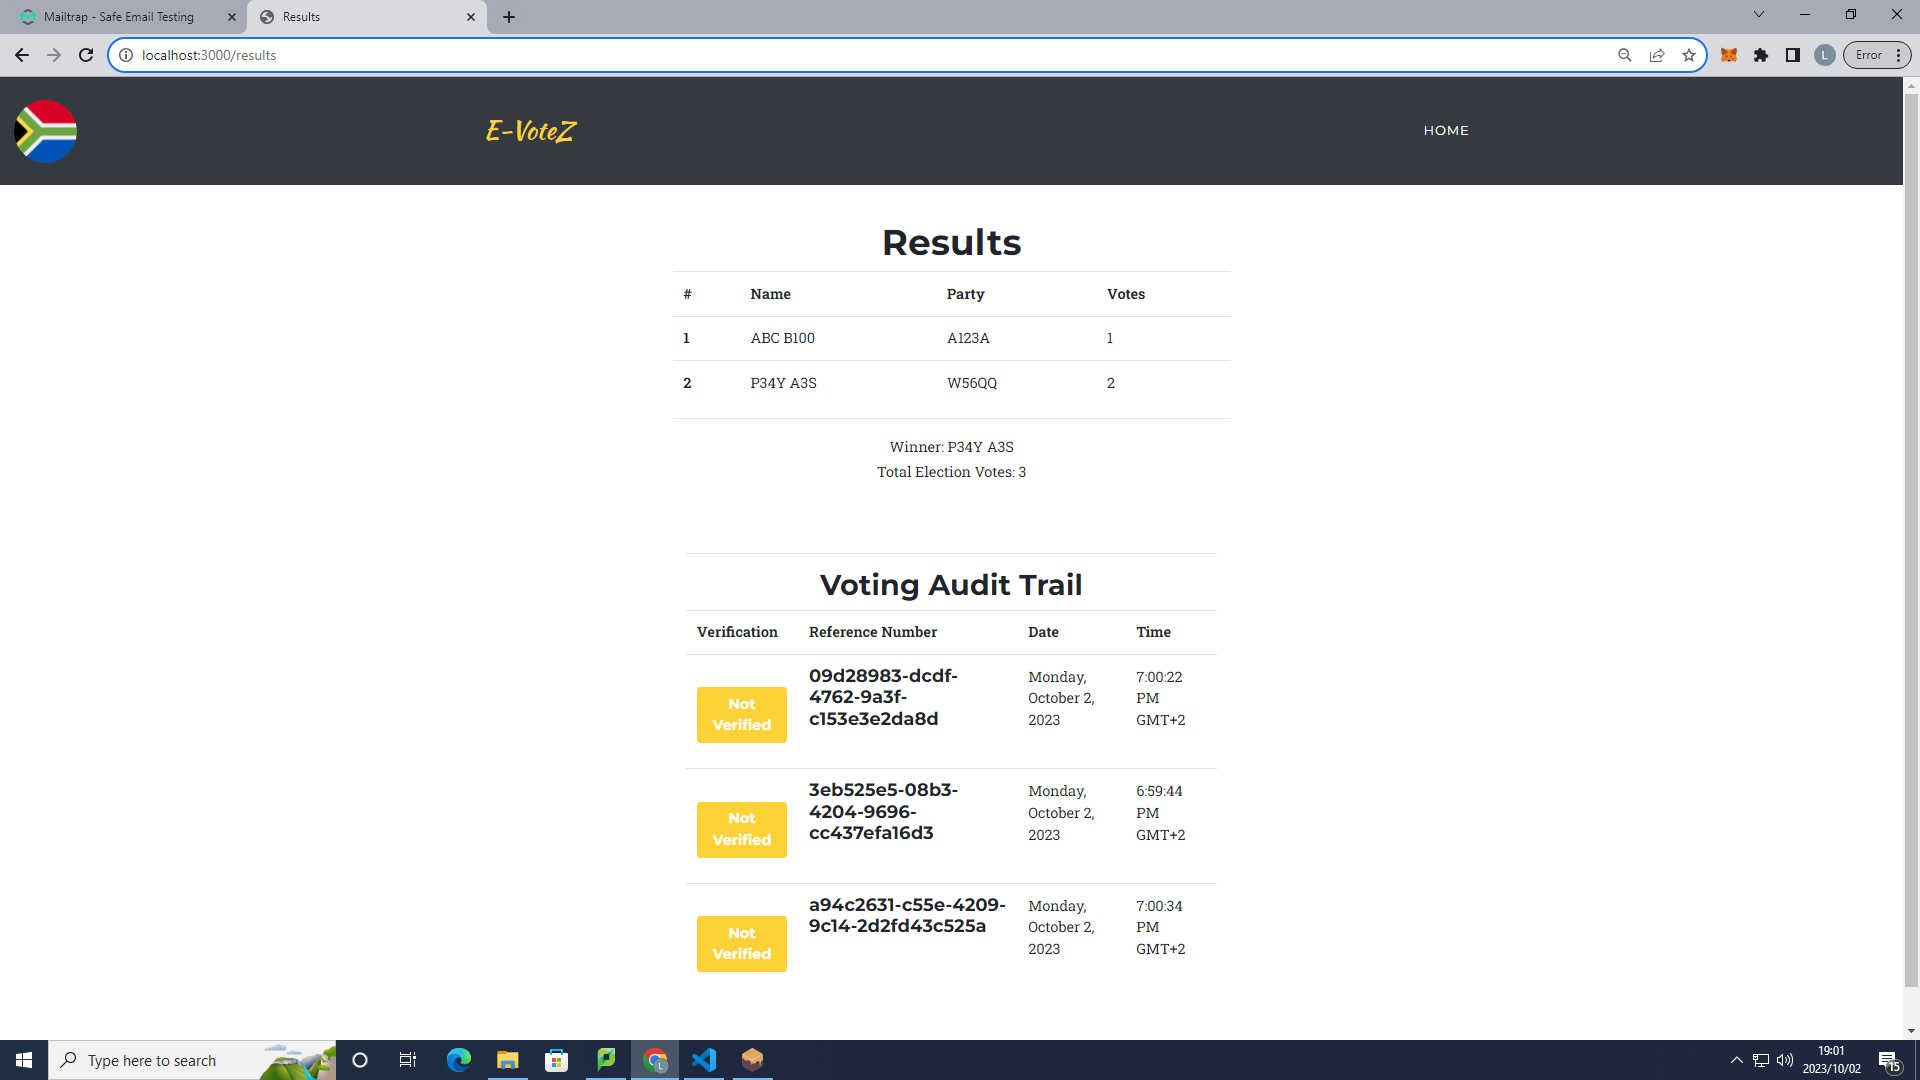 Mailtrap - Safe Email Testing
Results
localhost:3000/results
L
Error
E-VoteZ
HOME
Results
# Name Party Votes
1 ABC B100 A123A 1
2 P34Y A3S W56QQ 2
Winner: P34Y A3S
Total Election Votes: 3
Voting Audit Trail
Verification Reference Number Date Time
Not
Verified
09d28983-dcdf-
4762-9a3f-
c153e3e2da8d
Monday,
October 2,
2023
7:00:22
PM
GMT+2
Not
Verified
3eb525e5-08b3-
4204-9696-
cc437efa16d3
Monday,
October 2,
2023
6:59:44
PM
GMT+2
Not
Verified
a94c2631-c55e-4209-
9c14-2d2fd43c525a
Monday,
October 2,
2023
7:00:34
PM
GMT+2
Type here to search
L
19:01
2023/10/02
15